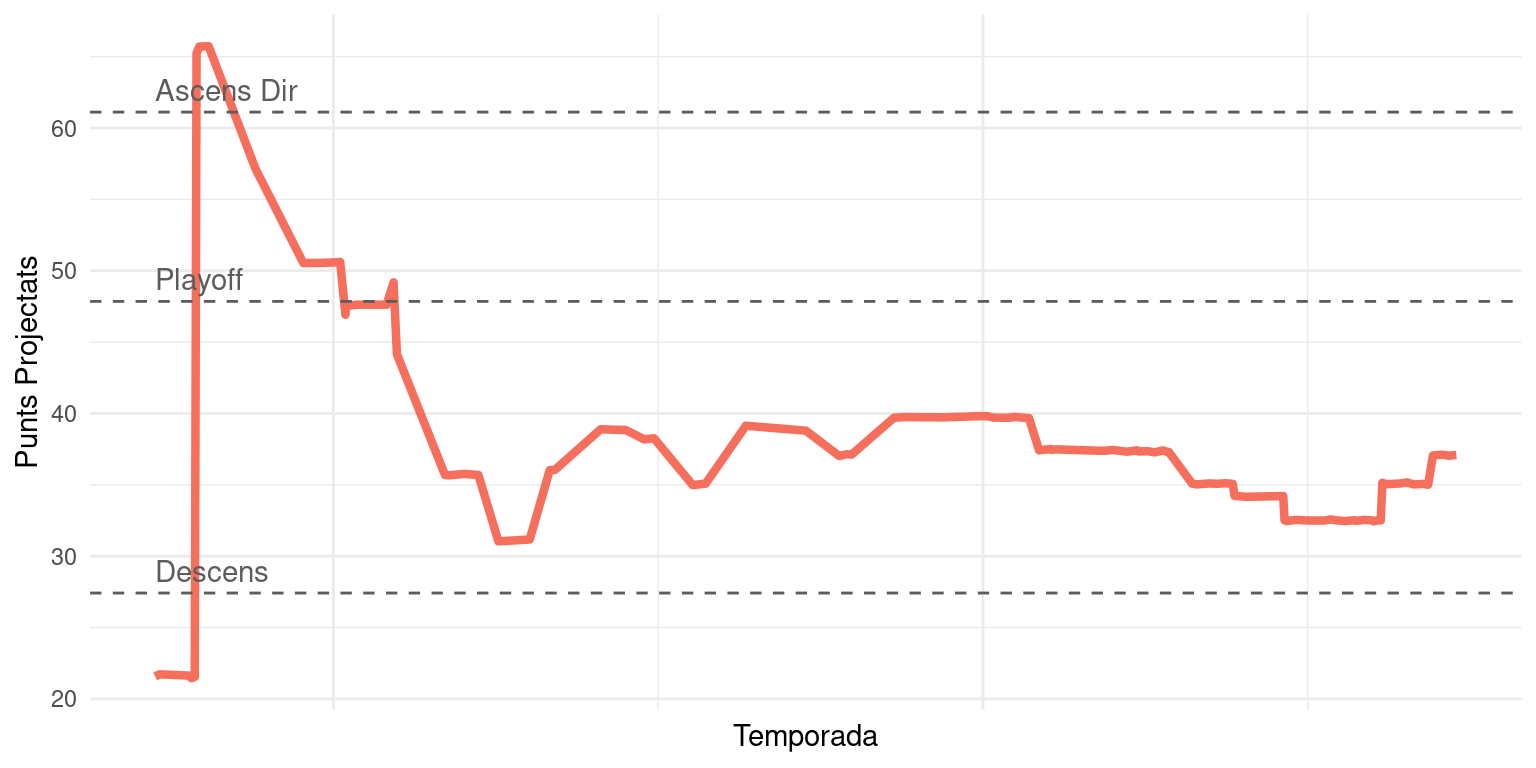 Ascens Dir
60
Playoff
50
40
30
Descens
20
Punts Projectats
Temporada